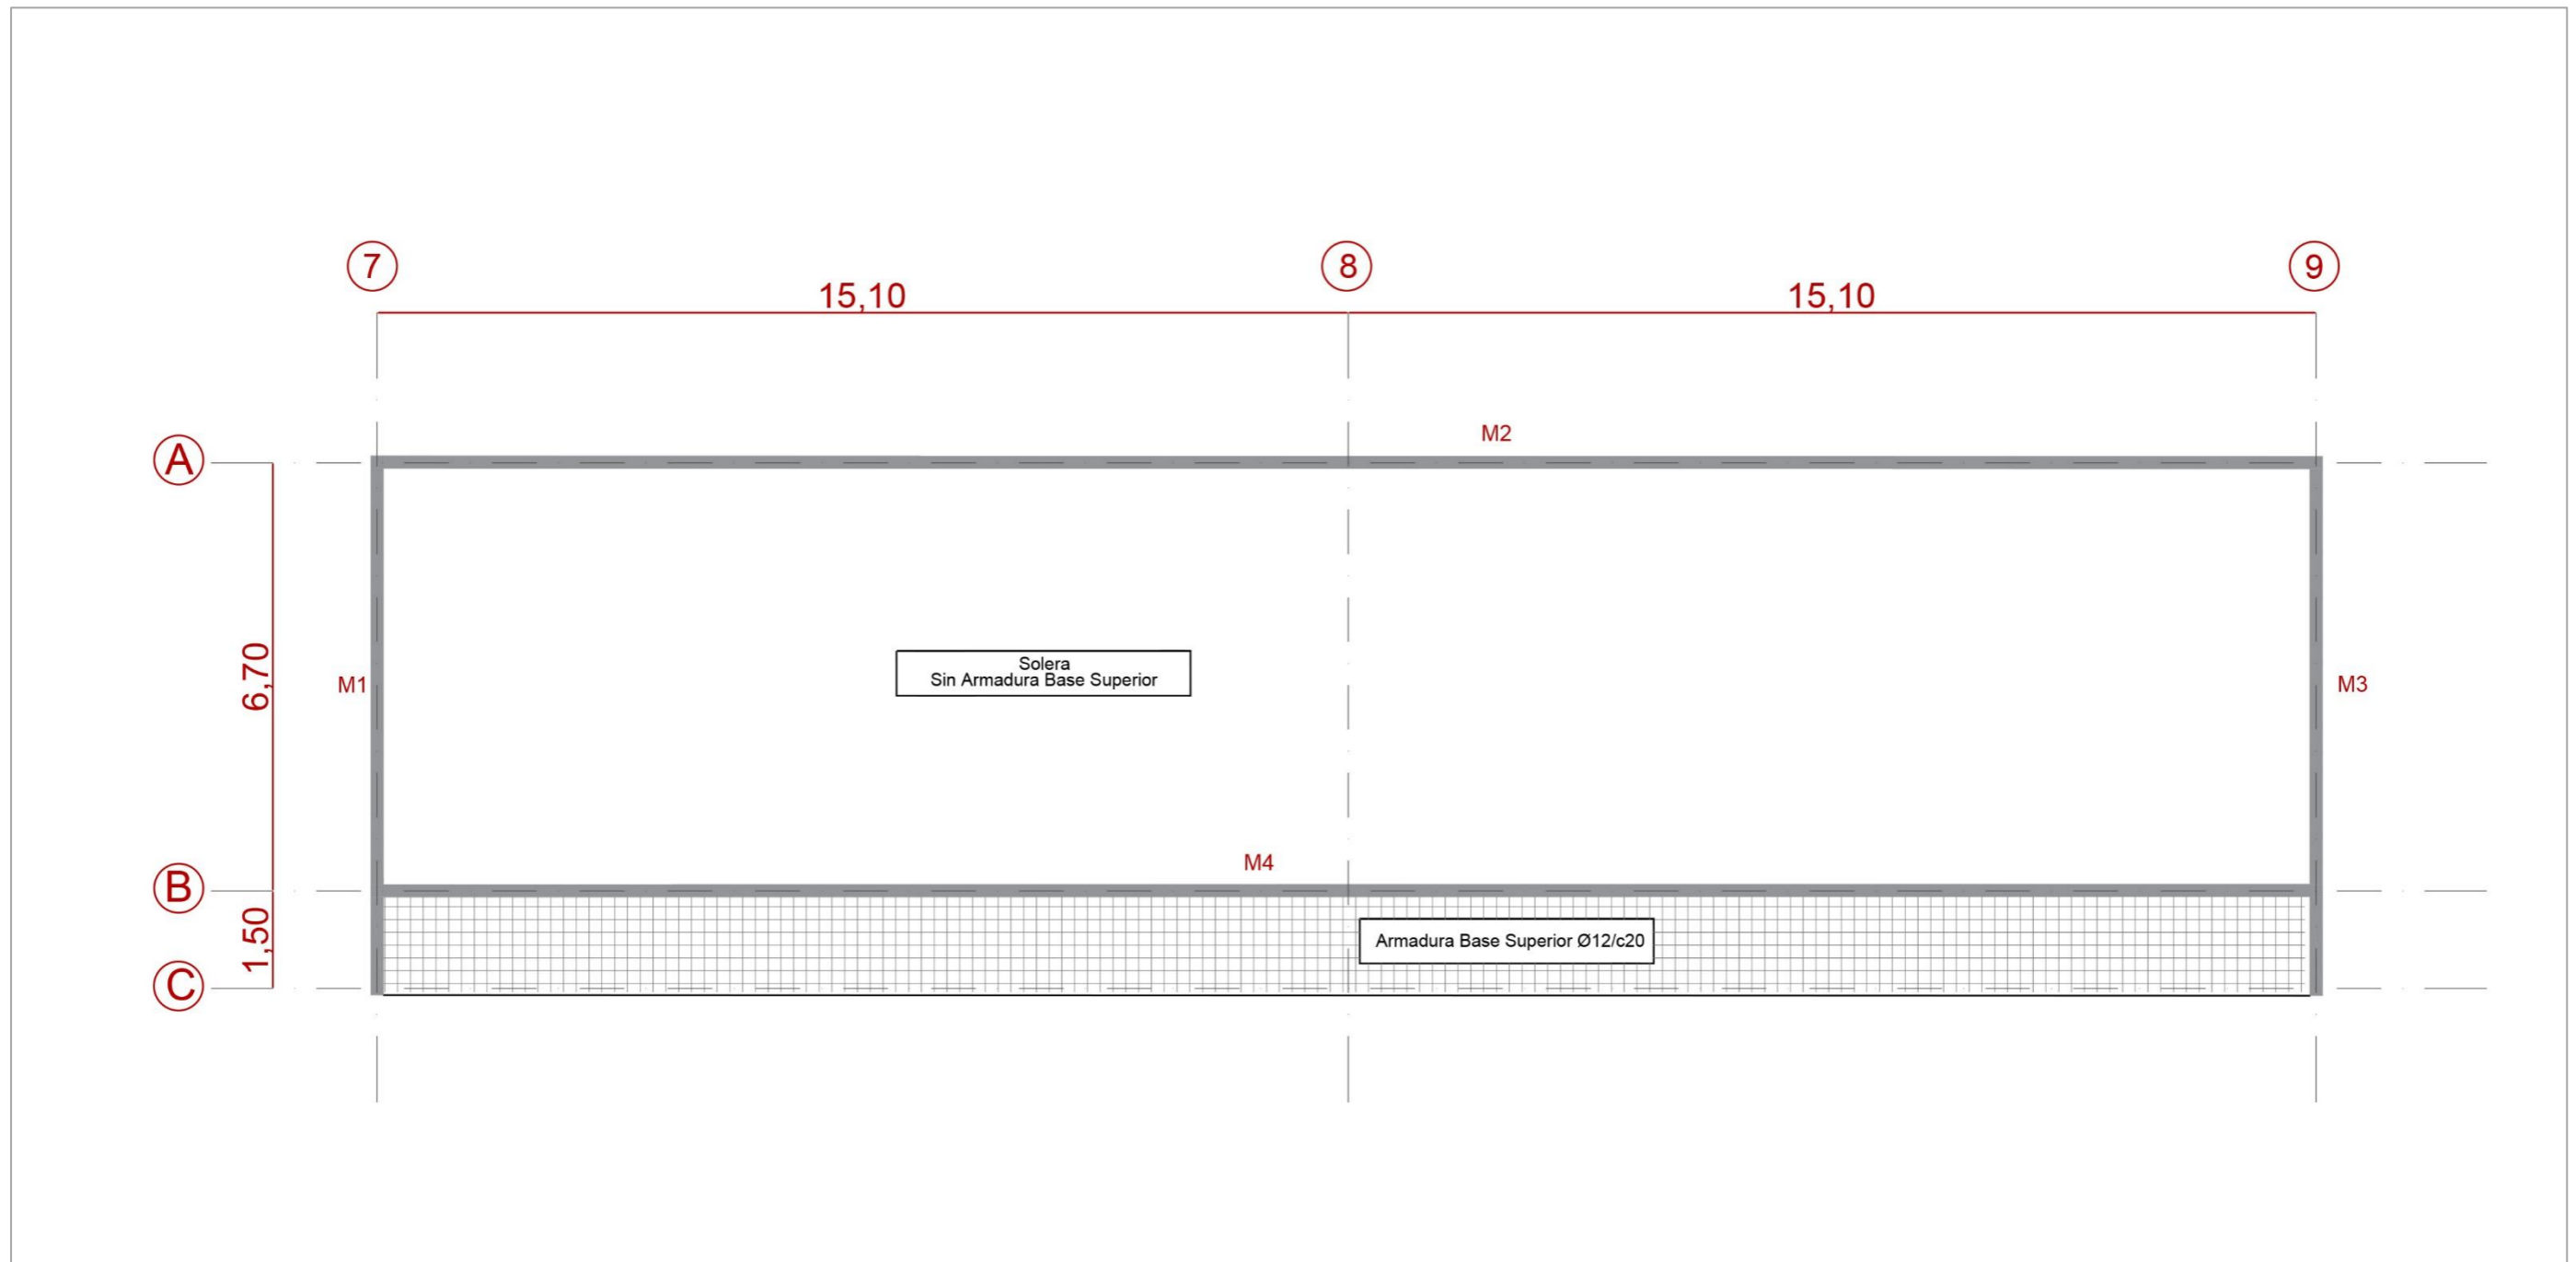 7
8
9
15,10
15,10
M2
A
6,70
M1
Solera
Sin Armadura Base Superior
M3
M4
B
1,50
Armadura Base Superior Ø12/c20
C